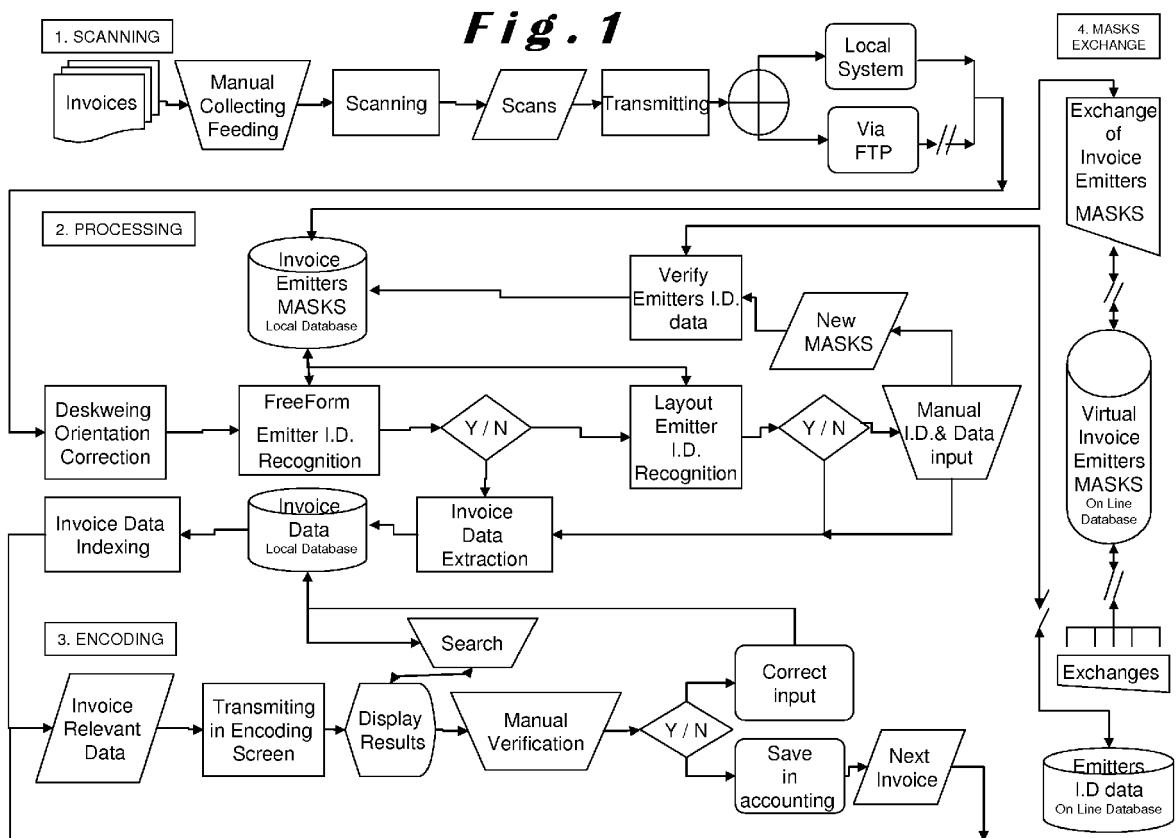 Fig. 1
1. SCANNING
Invoices
Manual
Collecting
Feeding
Scanning
Scans
Transmitting
Local
System
Via
FTP
4. MASKS
EXCHANGE
Exchange
of
Invoice
Emitters
MASKS
2. PROCESSING
Invoice
Emitters
MASKS
Local Database
Verify
Emitters I.D.
data
New
MASKS
Deskweing
Orientation
Correction
FreeForm
Emitter I.D.
Recognition
Y / N
Layout
Emitter
I.D.
Recognition
Y / N
Manual
I.D.& Data
input
Virtual
Invoice
Emitters
MASKS
On Line
Database
Invoice Data
Indexing
Invoice
Data
Local Database
Invoice
Data
Extraction
3. ENCODING
Search
Invoice
Relevant
Data
Transmiting
in Encoding
Screen
Display
Results
Manual
Verification
Y / N
Correct
input
Save
in
accounting
Next
Invoice
Exchanges
Emitters
I.D data
On Line Database